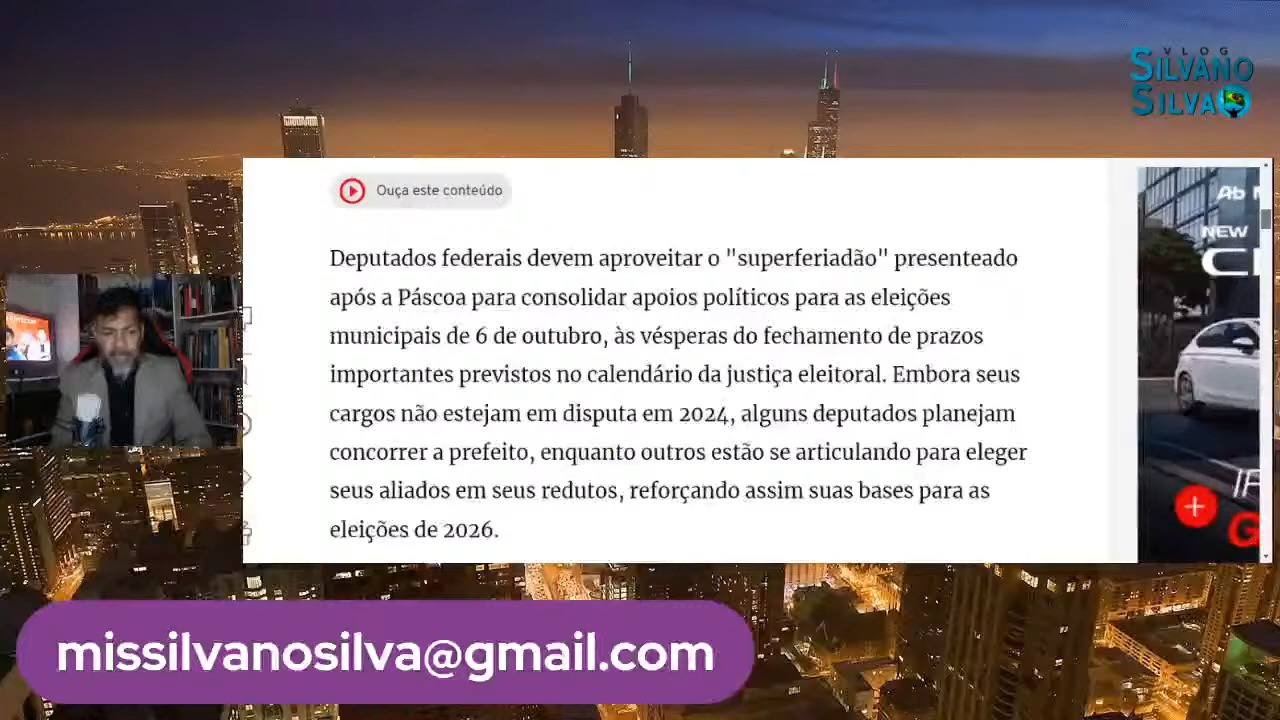 VLOG
SILVANO
SILVA
Ouça este conteúdo
Deputados federais devem aproveitar o "superferiadão" presenteado
após a Páscoa para consolidar apoios políticos para as eleições
municipais de 6 de outubro, às vésperas do fechamento de prazos
importantes previstos no calendário da justiça eleitoral. Embora seus
cargos não estejam em disputa em 2024, alguns deputados planejam
concorrer a prefeito, enquanto outros estão se articulando para eleger
seus aliados em seus redutos, reforçando assim suas bases para as
eleições de 2026.
NEW
missilvanosilva@gmail.com